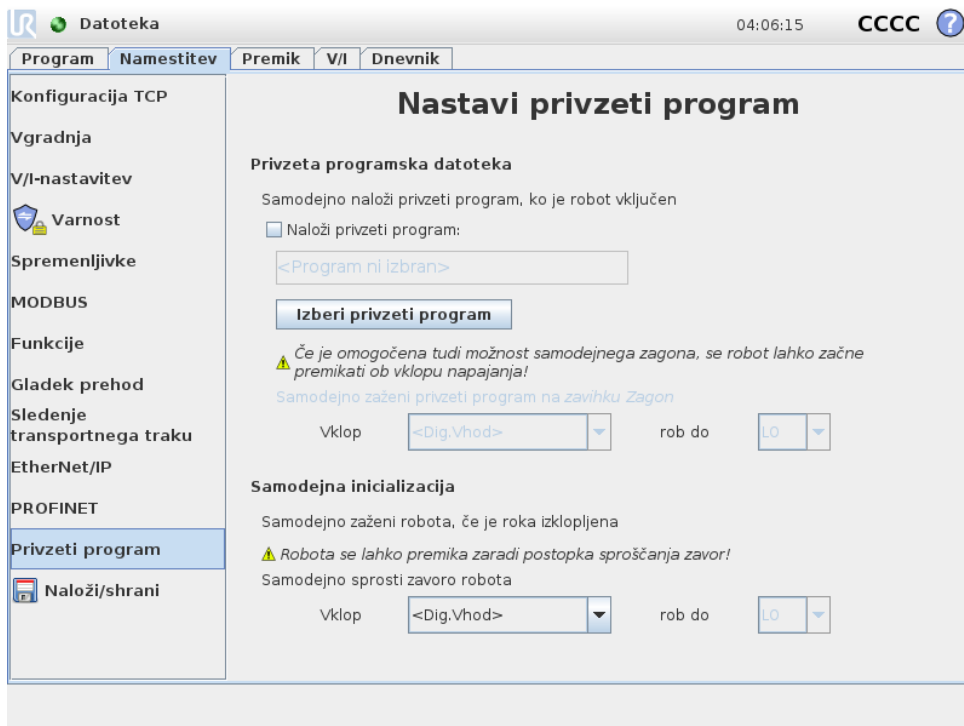 UR Datoteka 04:06:15 CCCC ?
Program Namestitev Premik V/I Dnevnik
Konfiguracija TCP
Vgradnja
V/I-nastavitev
Varnost
Spremenljivke
MODBUS
Funkcije
Gladek prehod
Sledenje
transportnega traku
EtherNet/IP
PROFINET
Privzeti program
Naloži/shrani
Nastavi privzeti program
Privzeta programska datoteka
Samodejno naloži privzeti program, ko je robot vključen
Naloži privzeti program:
<Program ni izbran>
Izberi privzeti program
Če je omogočena tudi možnost samodejnega zagona, se robot lahko začne
premikati ob vklopu napajanja!
Samodejno zaženi privzeti program na zavihku Zagon
Vklop <Dig.Vhod> rob do LO
Samodejna inicializacija
Samodejno zaženi robota, če je roka izklopljena
Robota se lahko premika zaradi postopka sproščanja zavor!
Samodejno sprosti zavoro robota
Vklop <Dig.Vhod> rob do LO